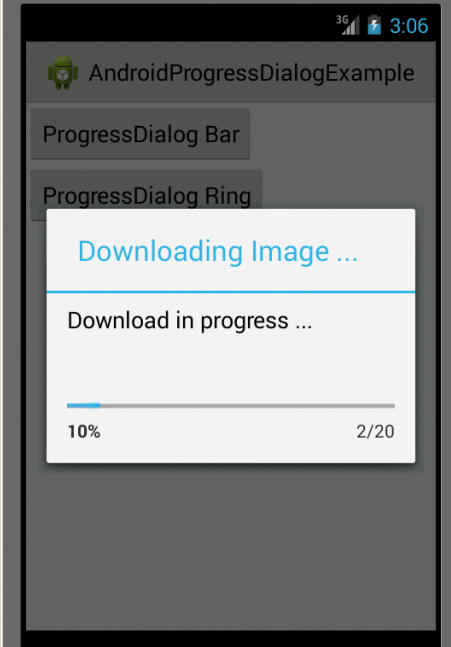 3G 3:06
AndroidProgressDialogExample
ProgressDialog Bar
ProgressDialog Ring
Downloading Image ...
Download in progress ...
10% 2/20